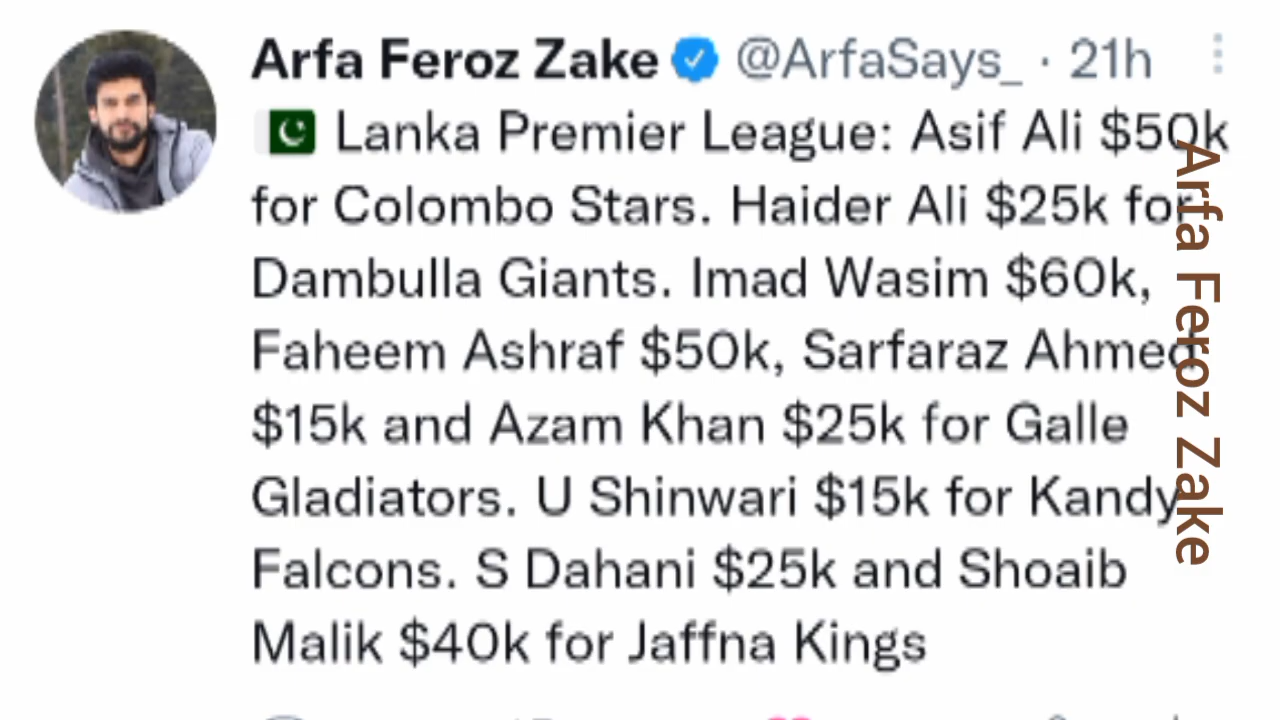 Arfa Feroz Zake @ArfaSays_ · 21h
Lanka Premier League: Asif Ali $50k
for Colombo Stars. Haider Ali $25k for
Dambulla Giants. Imad Wasim $60k,
Faheem Ashraf $50k, Sarfaraz Ahmed
$15k and Azam Khan $25k for Galle
Gladiators. U Shinwari $15k for Kandy
Falcons. S Dahani $25k and Shoaib
Malik $40k for Jaffna Kings
Arfa Feroz Zake